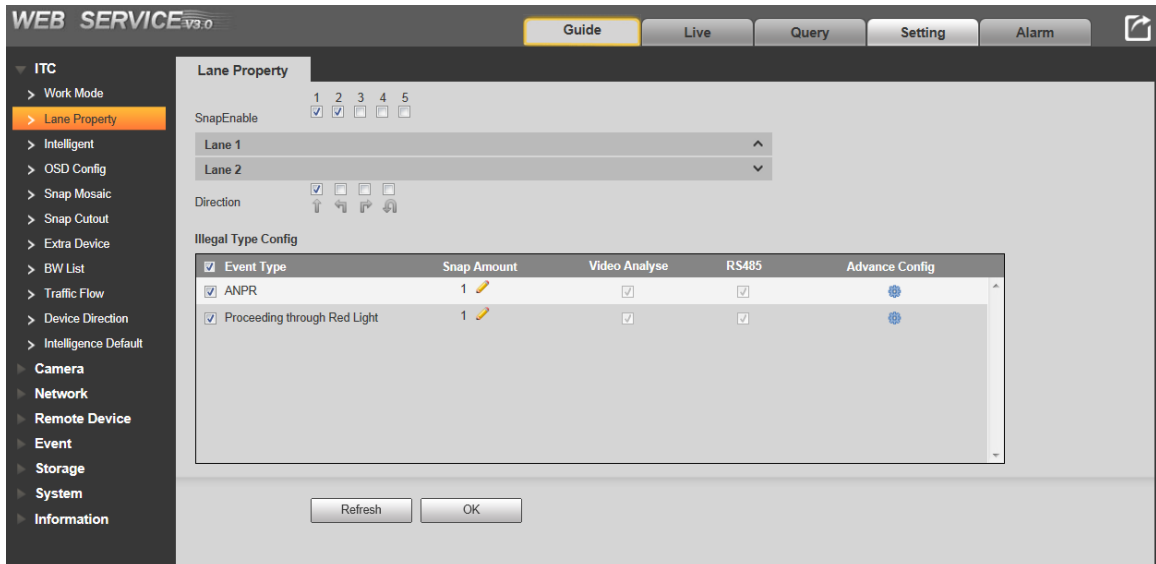 WEB SERVICE V3.0
Guide Live Query Setting Alarm
ITC
Work Mode
Lane Property
Intelligent
OSD Config
Snap Mosaic
Snap Cutout
Extra Device
BW List
Traffic Flow
Device Direction
Intelligence Default
Camera
Network
Remote Device
Event
Storage
System
Information
Lane Property
1 2 3 4 5
SnapEnable
Lane 1
Lane 2
Direction
Illegal Type Config
Event Type Snap Amount Video Analyse RS485 Advance Config
ANPR 1
Proceeding through Red Light 1
Refresh OK